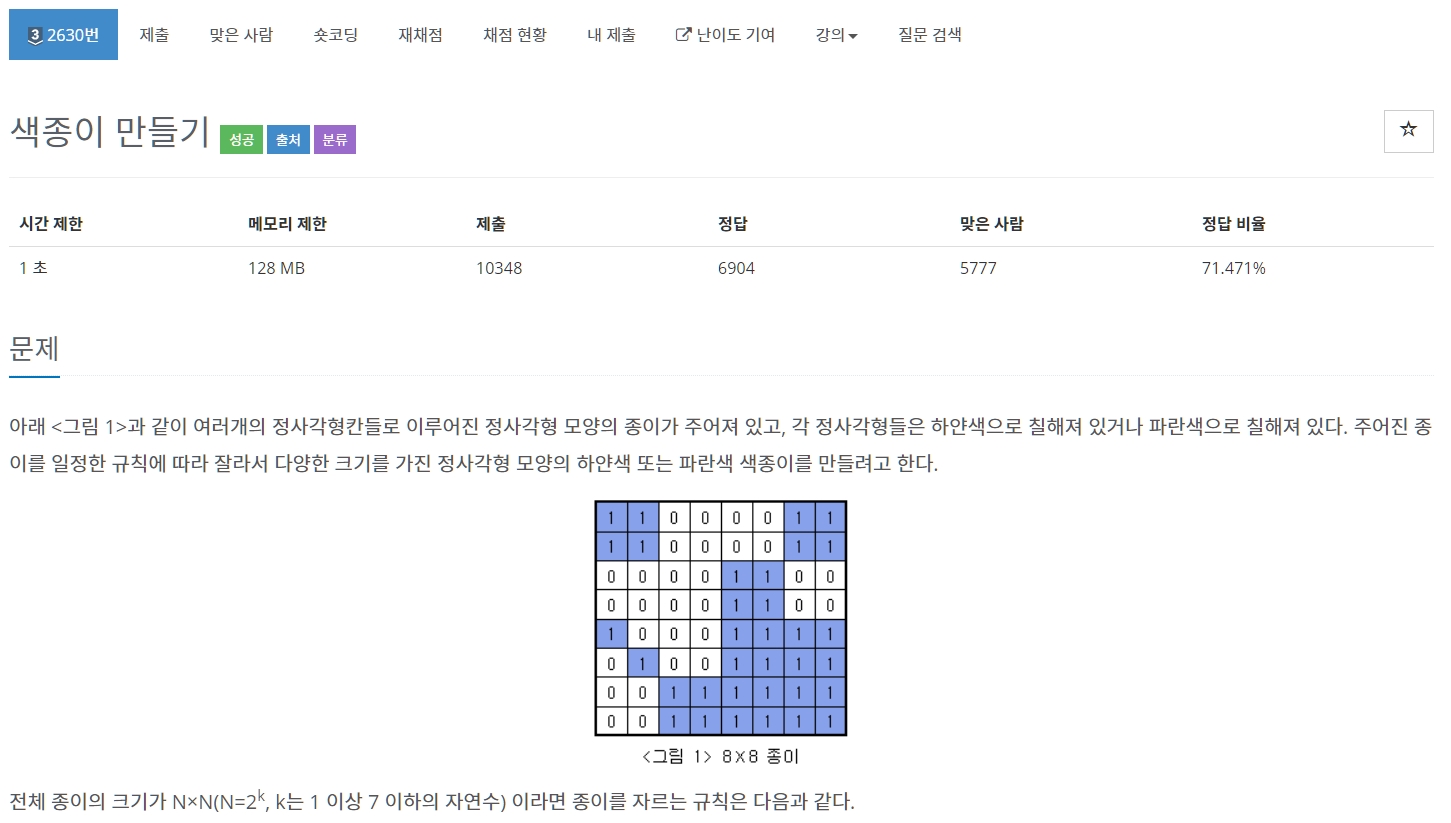 3 2630번 제출 맞은 사람 숏코딩 재채점 채점 현황 내 제출 난이도 기여 강의 질문 검색
색종이 만들기 성공 출처 분류
시간 제한 메모리 제한 제출 정답 맞은 사람 정답 비율
1 초 128 MB 10348 6904 5777 71.471%
문제
아래 <그림 1>과 같이 여러개의 정사각형칸들로 이루어진 정사각형 모양의 종이가 주어져 있고, 각 정사각형들은 하얀색으로 칠해져 있거나 파란색으로 칠해져 있다. 주어진 종
이를 일정한 규칙에 따라 잘라서 다양한 크기를 가진 정사각형 모양의 하얀색 또는 파란색 색종이를 만들려고 한다.
1 1 0 0 0 0 1 1
1 1 0 0 0 0 1 1
0 0 0 0 1 1 0 0
0 0 0 0 1 1 0 0
1 0 0 0 1 1 1 1
0 1 0 0 1 1 1 1
0 0 1 1 1 1 1 1
0 0 1 1 1 1 1 1
<그림 1> 8×8 종이
전체 종이의 크기가 N×N(N=2^k, k는 1 이상 7 이하의 자연수) 이라면 종이를 자르는 규칙은 다음과 같다.